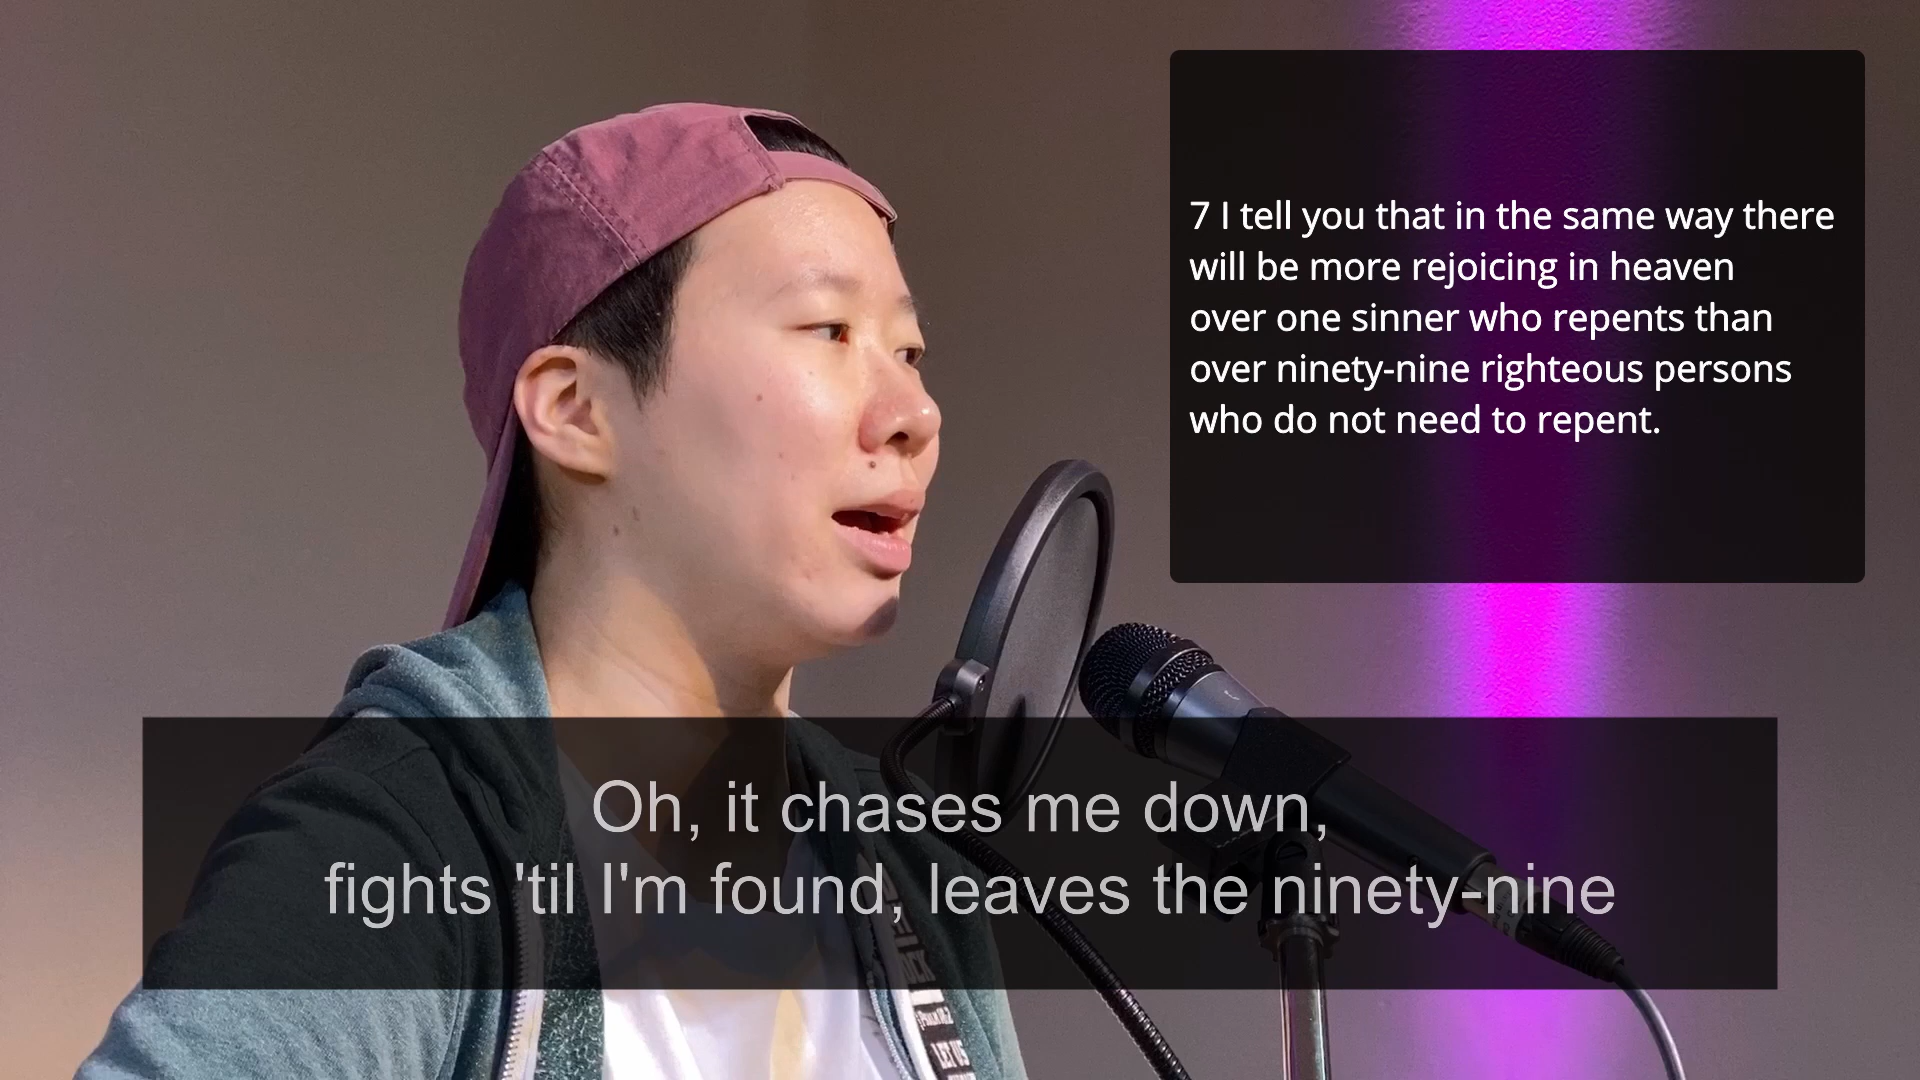 7 I tell you that in the same way there
will be more rejoicing in heaven
over one sinner who repents than
over ninety-nine righteous persons
who do not need to repent.
Oh, it chases me down,
fights 'til I'm found, leaves the ninety-nine
LET US